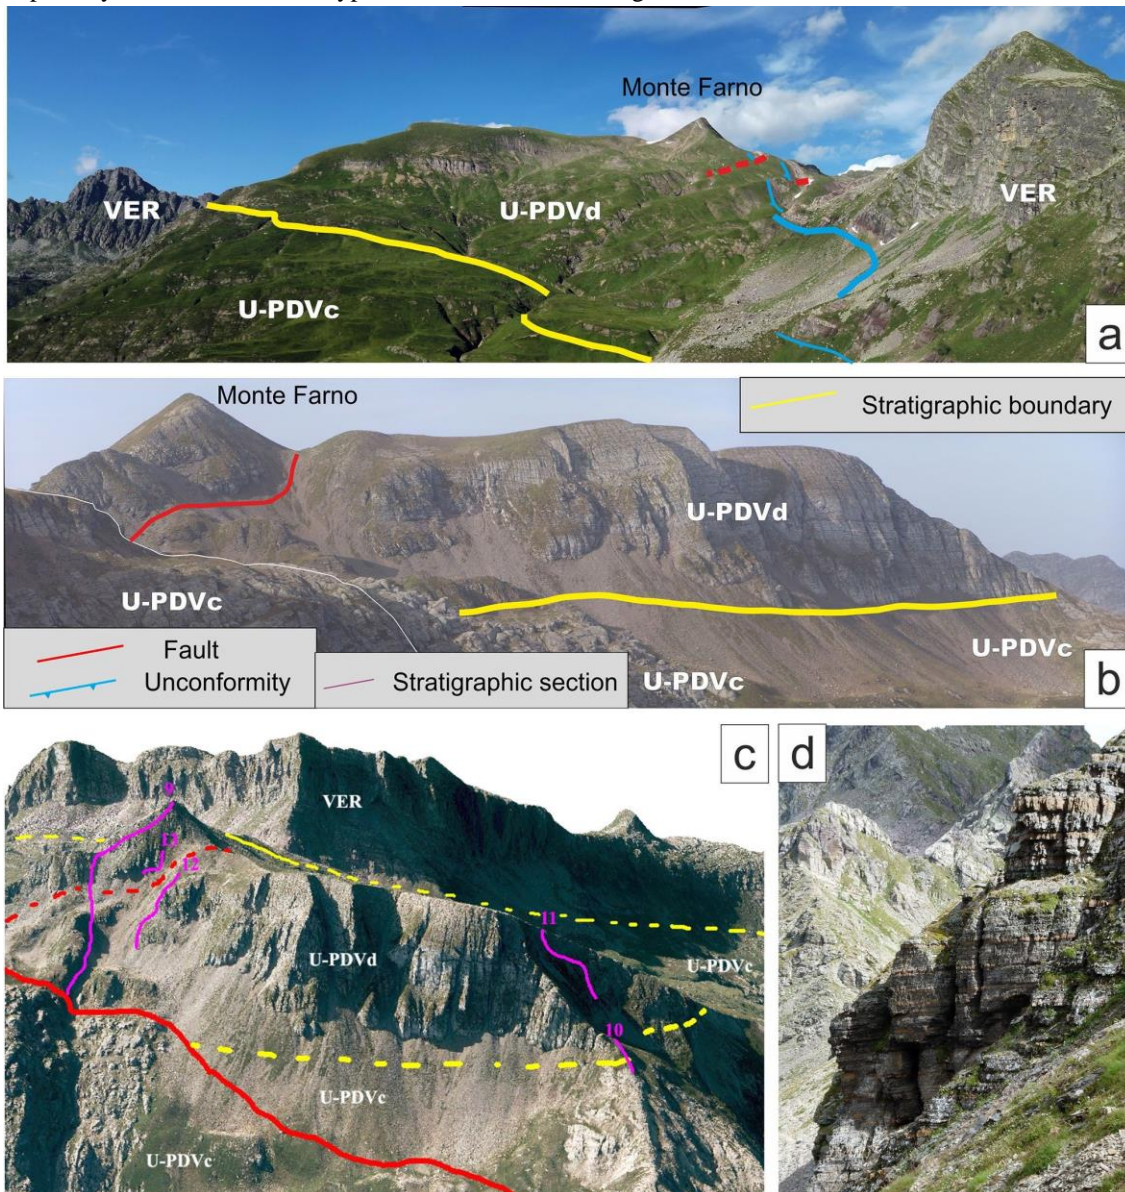 Monte Farno
VER
U-PDVd
VER
U-PDVc
a
Monte Farno
Stratigraphic boundary
U-PDVd
U-PDVc
U-PDVc
Fault
Unconformity
Stratigraphic section
U-PDVc
b
c
d
9
VER
13
12
11
U-PDVd
U-PDVc
10
U-PDVc
U-PDVc